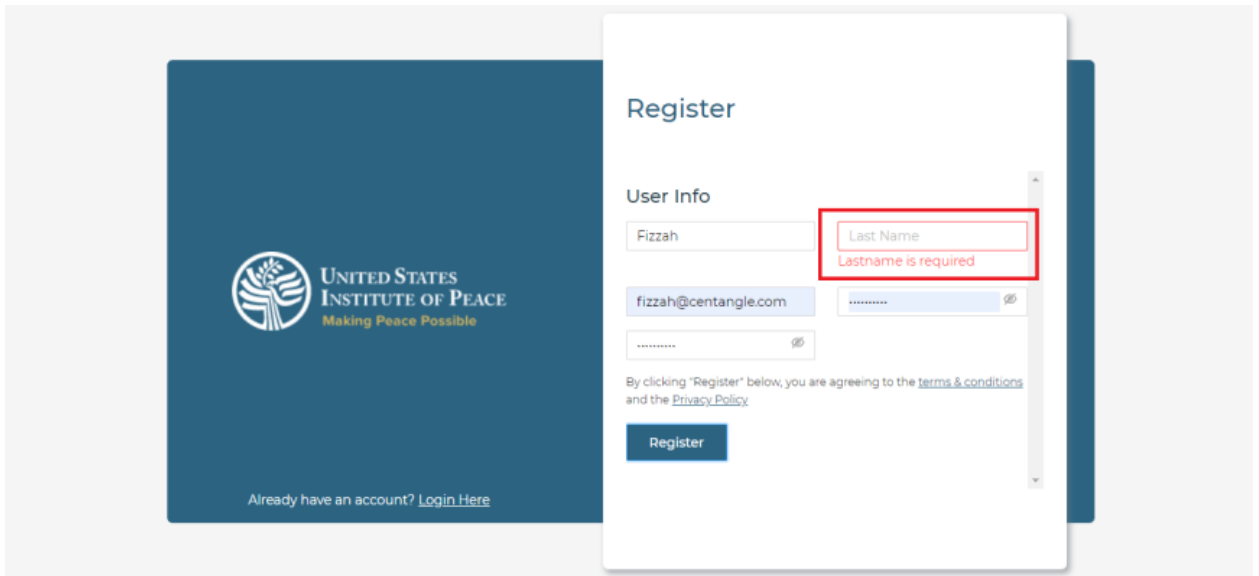 Register
User Info
Fizzah
Last Name
Lastname is required
fizzah@centangle.com
..........
..........
By clicking "Register" below, you are agreeing to the terms & conditions
and the Privacy Policy
Register
UNITED STATES
INSTITUTE OF PEACE
Making Peace Possible
Already have an account? Login Here